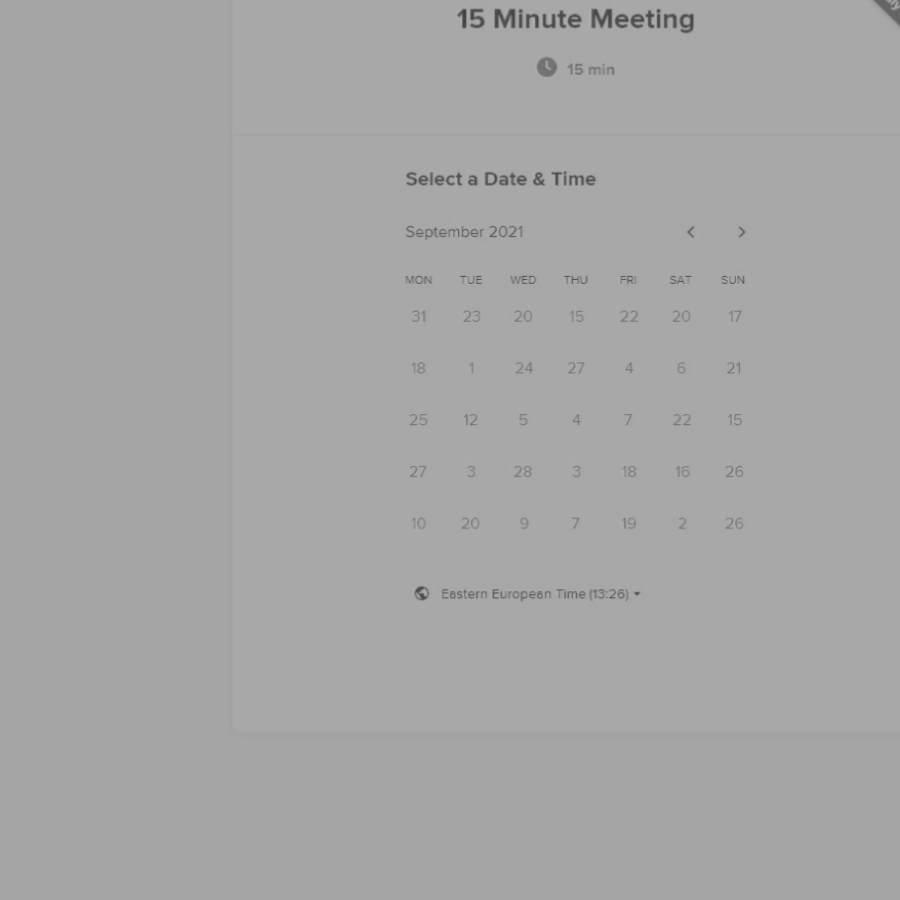 15 Minute Meeting
15 min
Select a Date & Time
September 2021
MON TUE WED THU FRI SAT SUN
31 23 20 15 22 20 17
18 1 24 27 4 6 21
25 12 5 4 7 22 15
27 3 28 3 18 16 26
10 20 9 7 19 2 26
Eastern European Time (13:26)